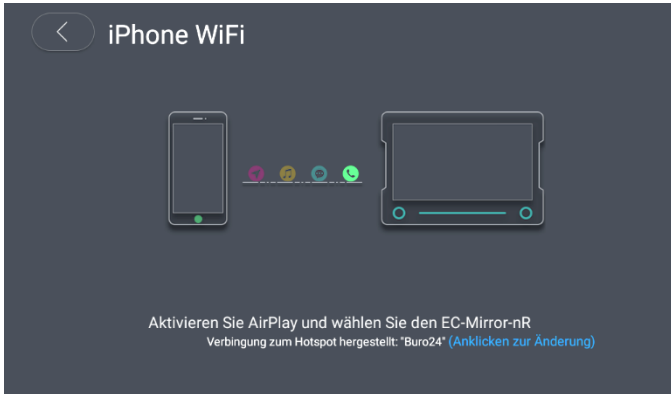 iPhone WiFi
Aktivieren Sie AirPlay und wählen Sie den EC-Mirror-nR
Verbingung zum Hotspot hergestellt: "Buro24" (Anklicken zur Änderung)